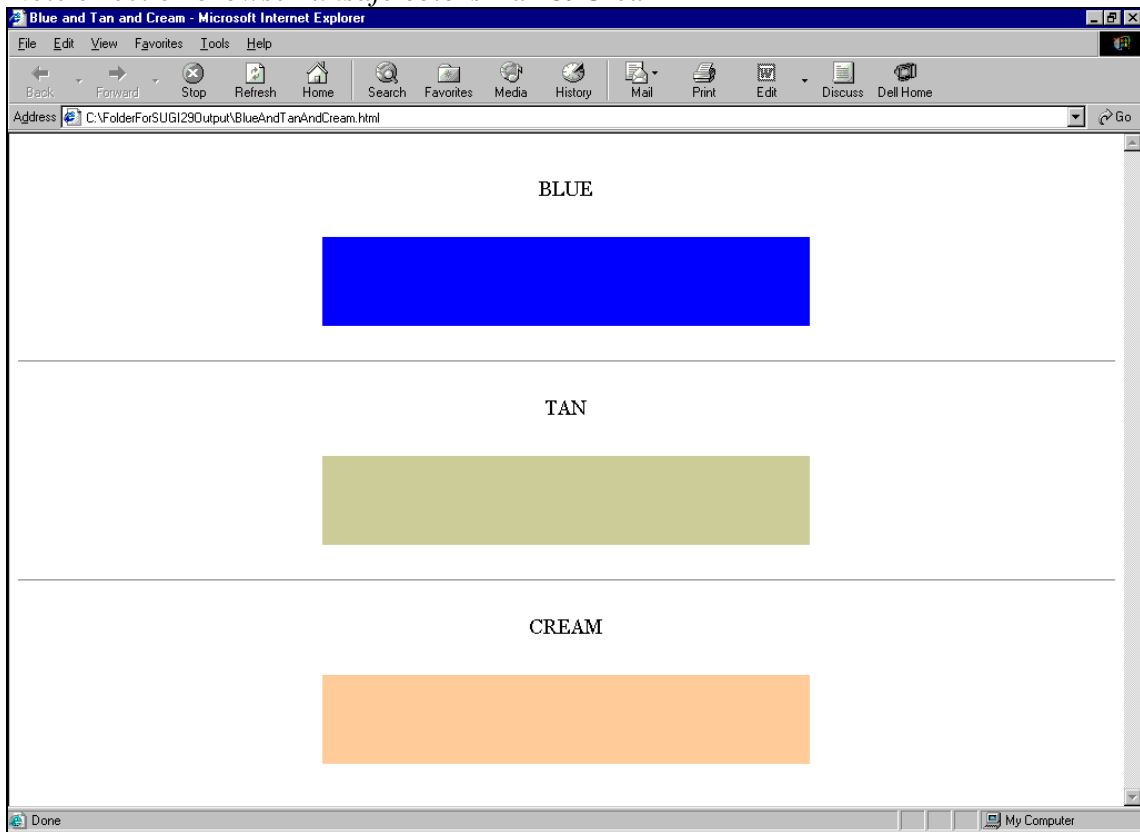 Blue and Tan and Cream - Microsoft Internet Explorer
File Edit View Favorites Tools Help
Back Forward Stop Refresh Home Search Favorites Media History Mail Print Edit Discuss Dell Home
Address C:\FolderForSUGI29Output\BlueAndTanAndCream.html Go
BLUE
TAN
CREAM
Done My Computer